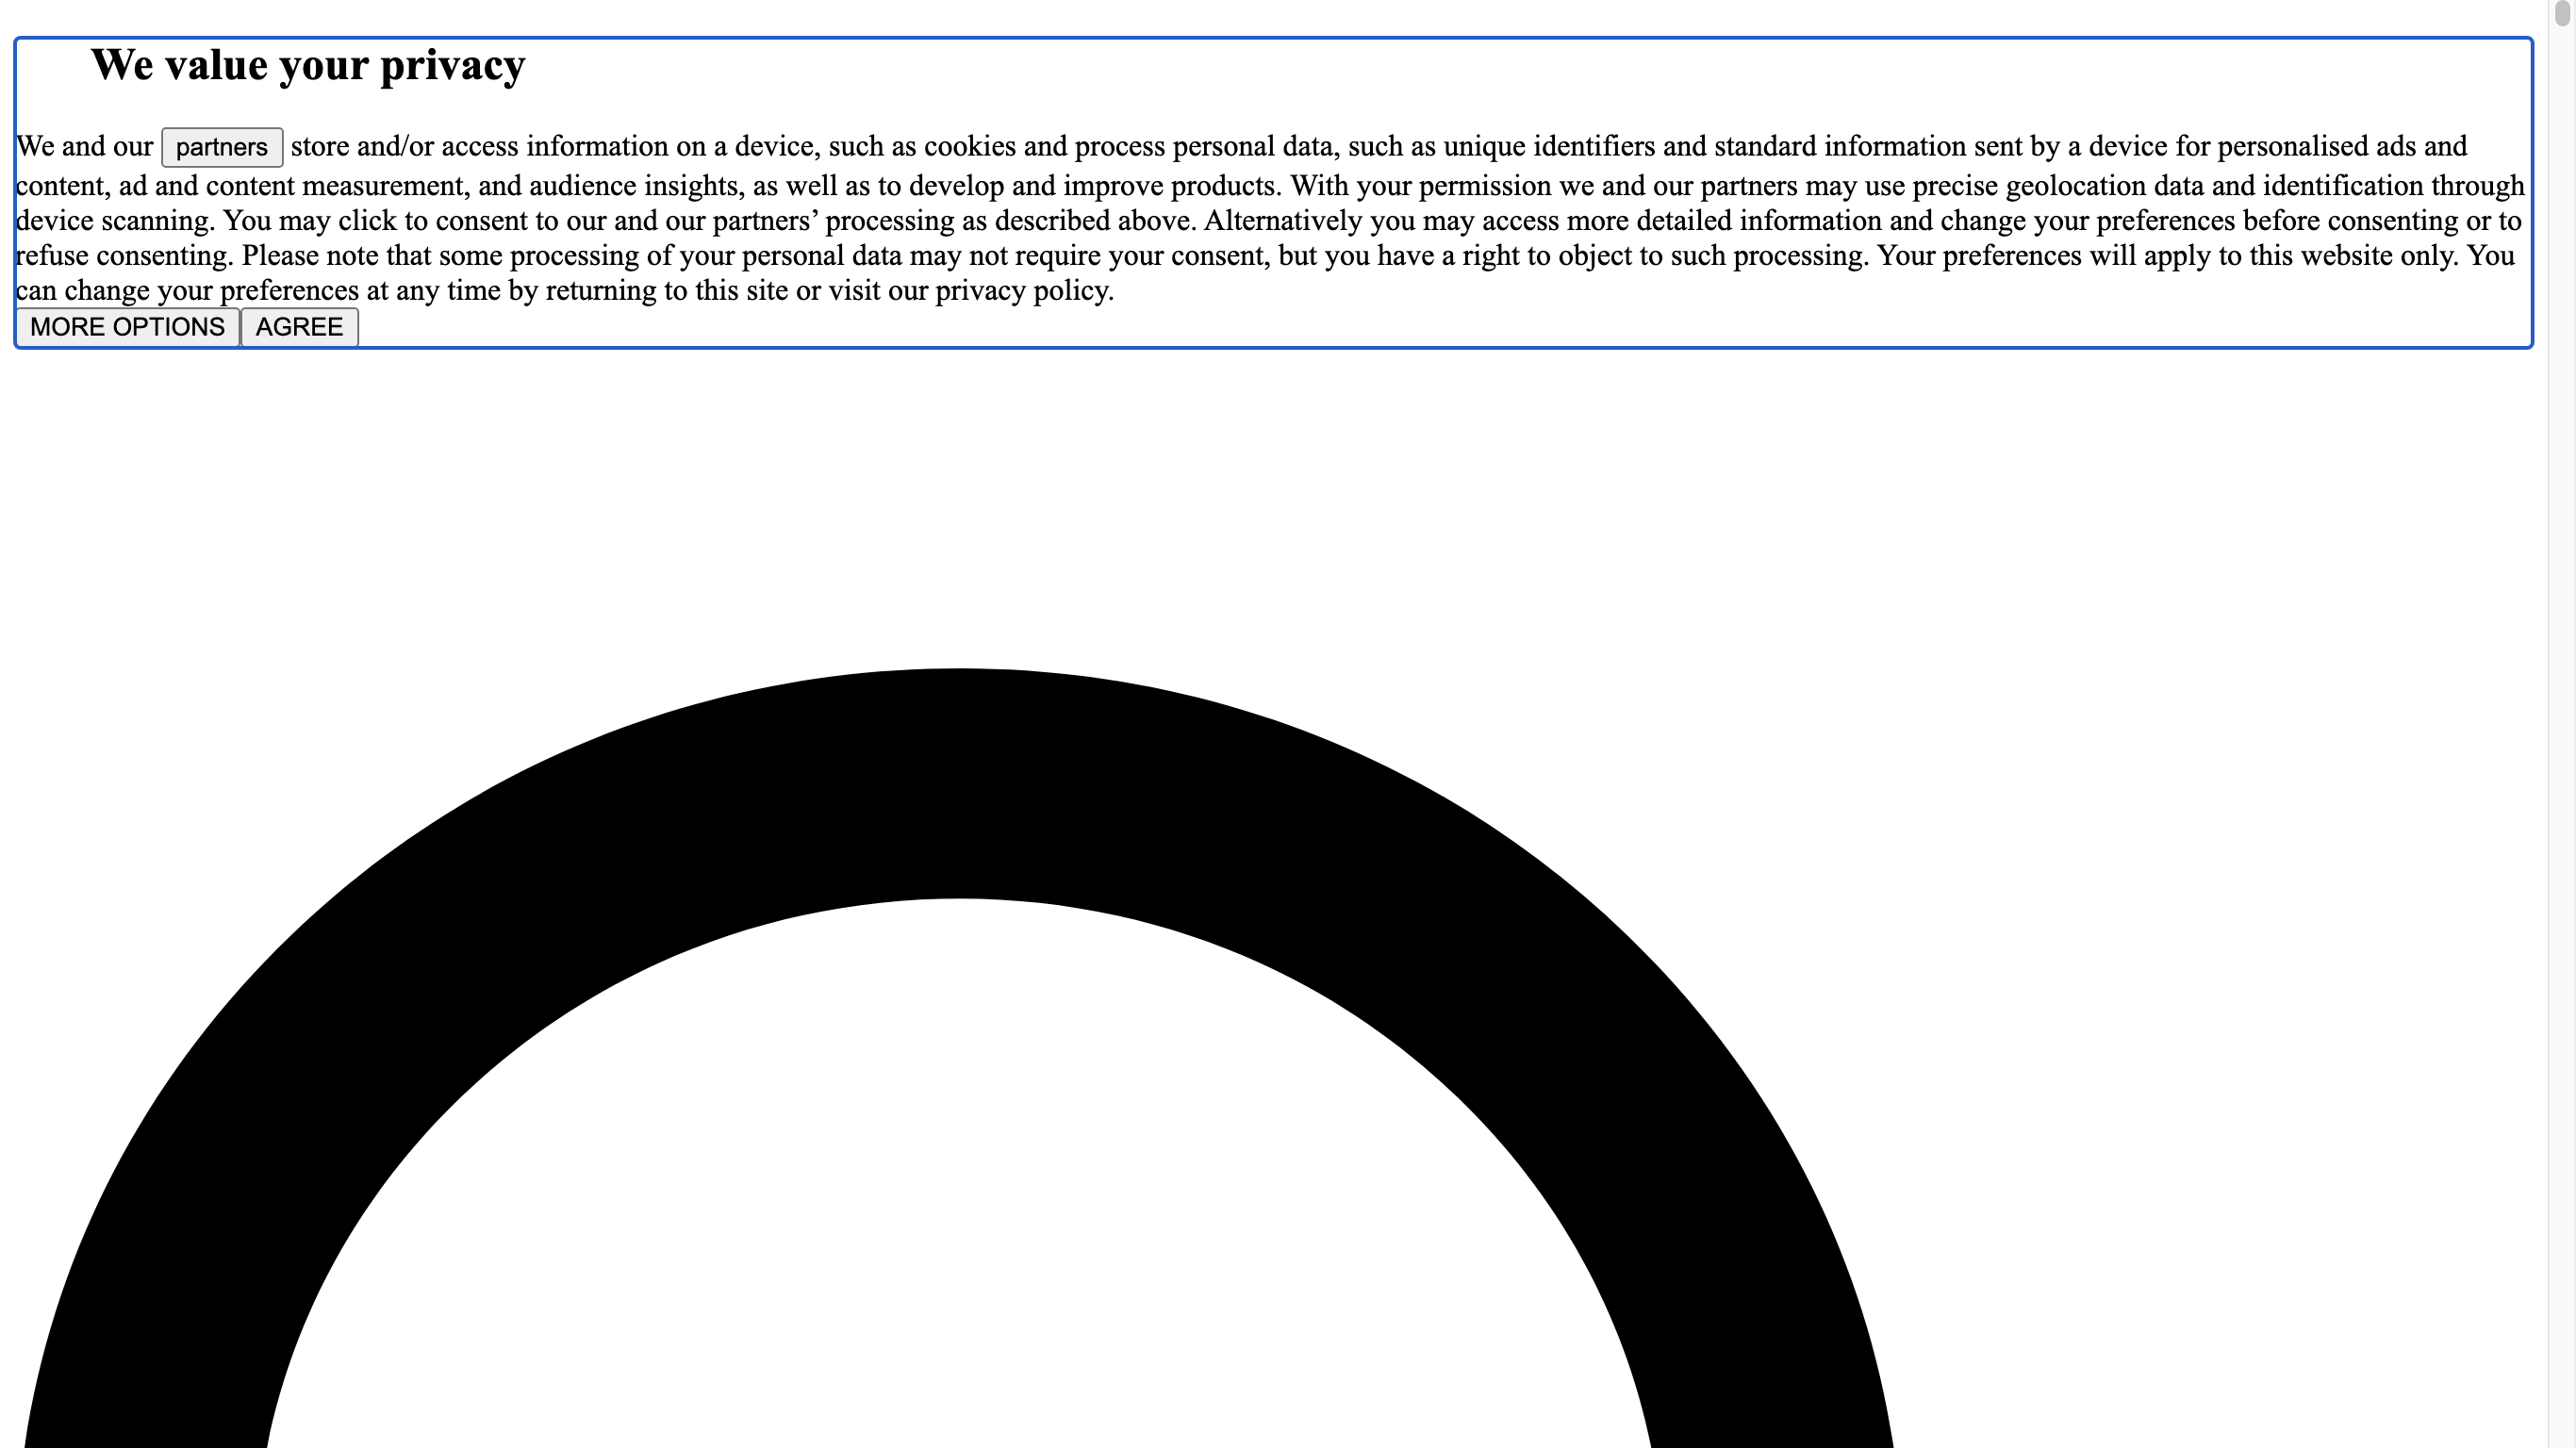 We value your privacy
We and our partners store and/or access information on a device, such as cookies and process personal data, such as unique identifiers and standard information sent by a device for personalised ads and
content, ad and content measurement, and audience insights, as well as to develop and improve products. With your permission we and our partners may use precise geolocation data and identification through
device scanning. You may click to consent to our and our partners’ processing as described above. Alternatively you may access more detailed information and change your preferences before consenting or to
refuse consenting. Please note that some processing of your personal data may not require your consent, but you have a right to object to such processing. Your preferences will apply to this website only. You
can change your preferences at any time by returning to this site or visit our privacy policy.
MORE OPTIONS AGREE